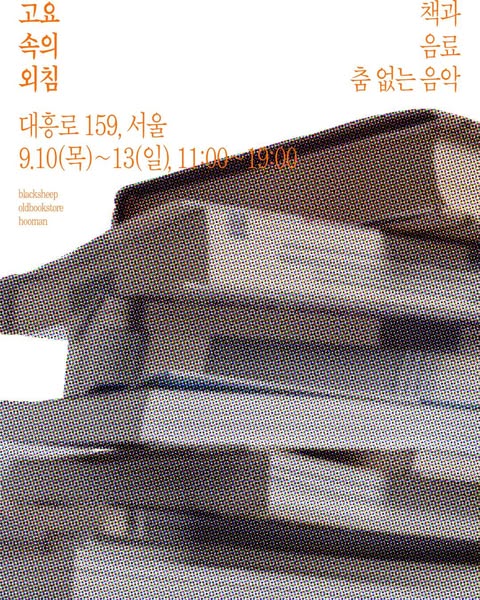 고요
속의
외침
책과
음료
춤 없는 음악
대흥로 159, 서울
9.10(목)~13(일), 11:00~19:00
blacksheep
oldbookstore
hooman